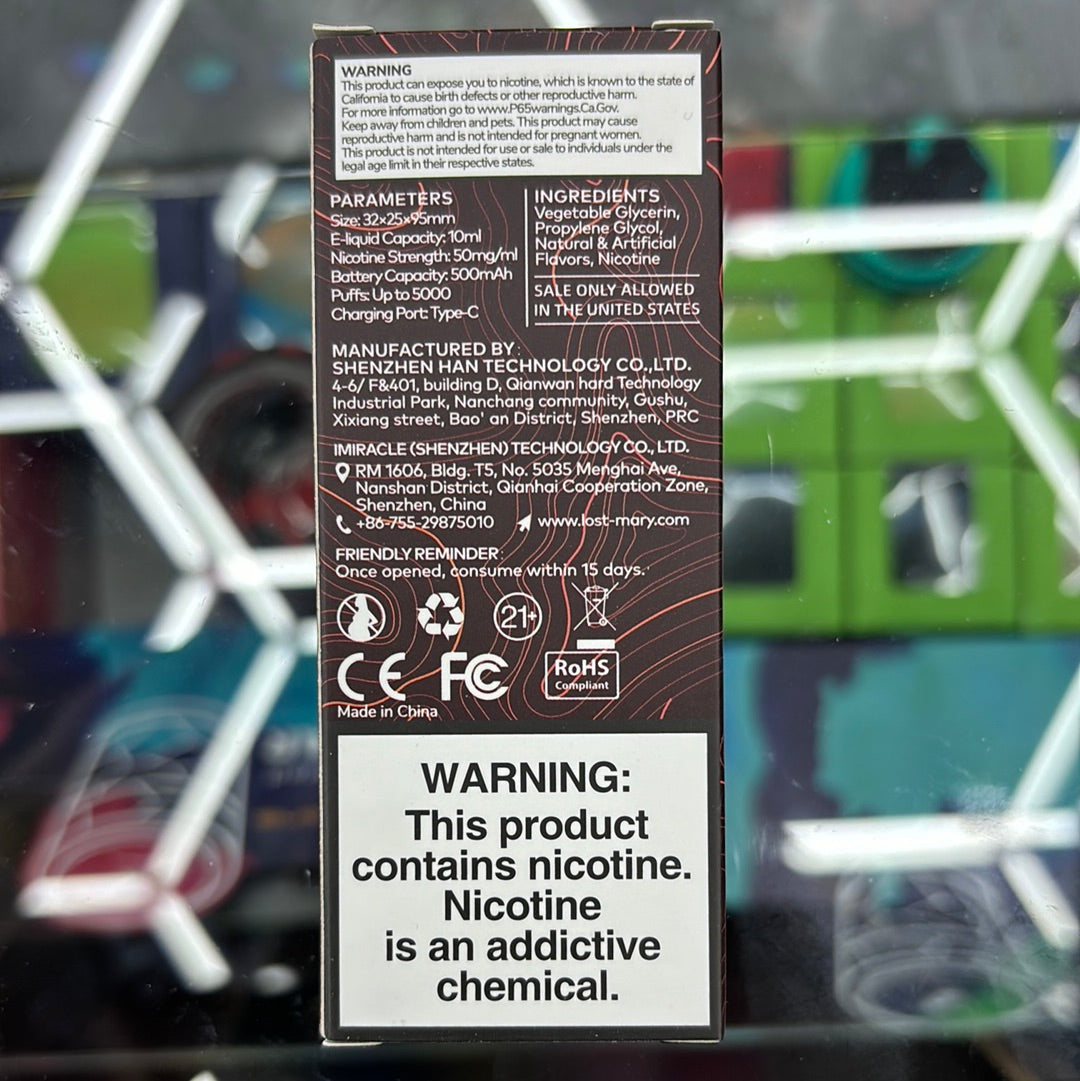 WARNING
This product can expose you to nicotine, which is known to the state of
California to cause birth defects or other reproductive harm.
For more information go to www.P65warnings.Ca.Gov.
Keep away from children and pets. This product may cause
reproductive harm and is not intended for pregnant women.
This product is not intended for use or sale to individuals under the
legal age limit in their respective states.
PARAMETERS
Size: 32×25×95mm
E-liquid Capacity: 10ml
Nicotine Strength: 50mg/ml
Battery Capacity: 500mAh
Puffs: Up to 5000
Charging Port: Type-C
INGREDIENTS
Vegetable Glycerin,
Propylene Glycol,
Natural & Artificial
Flavors, Nicotine
SALE ONLY ALLOWED
IN THE UNITED STATES
MANUFACTURED BY:
SHENZHEN HAN TECHNOLOGY CO.,LTD.
4-6/ F&401, building D, Qianwan hard Technology
Industrial Park, Nanchang community, Gushu,
Xixiang street, Bao' an District, Shenzhen, PRC
IMIRACLE (SHENZHEN) TECHNOLOGY CO., LTD.
RM 1606, Bldg. T5, No. 5035 Menghai Ave,
Nanshan District, Qianhai Cooperation Zone,
Shenzhen, China
+86-755-29875010 www.lost-mary.com
FRIENDLY REMINDER:
Once opened, consume within 15 days.
21+
CE FC RoHS
Compliant
Made in China
WARNING:
This product
contains nicotine.
Nicotine
is an addictive
chemical.